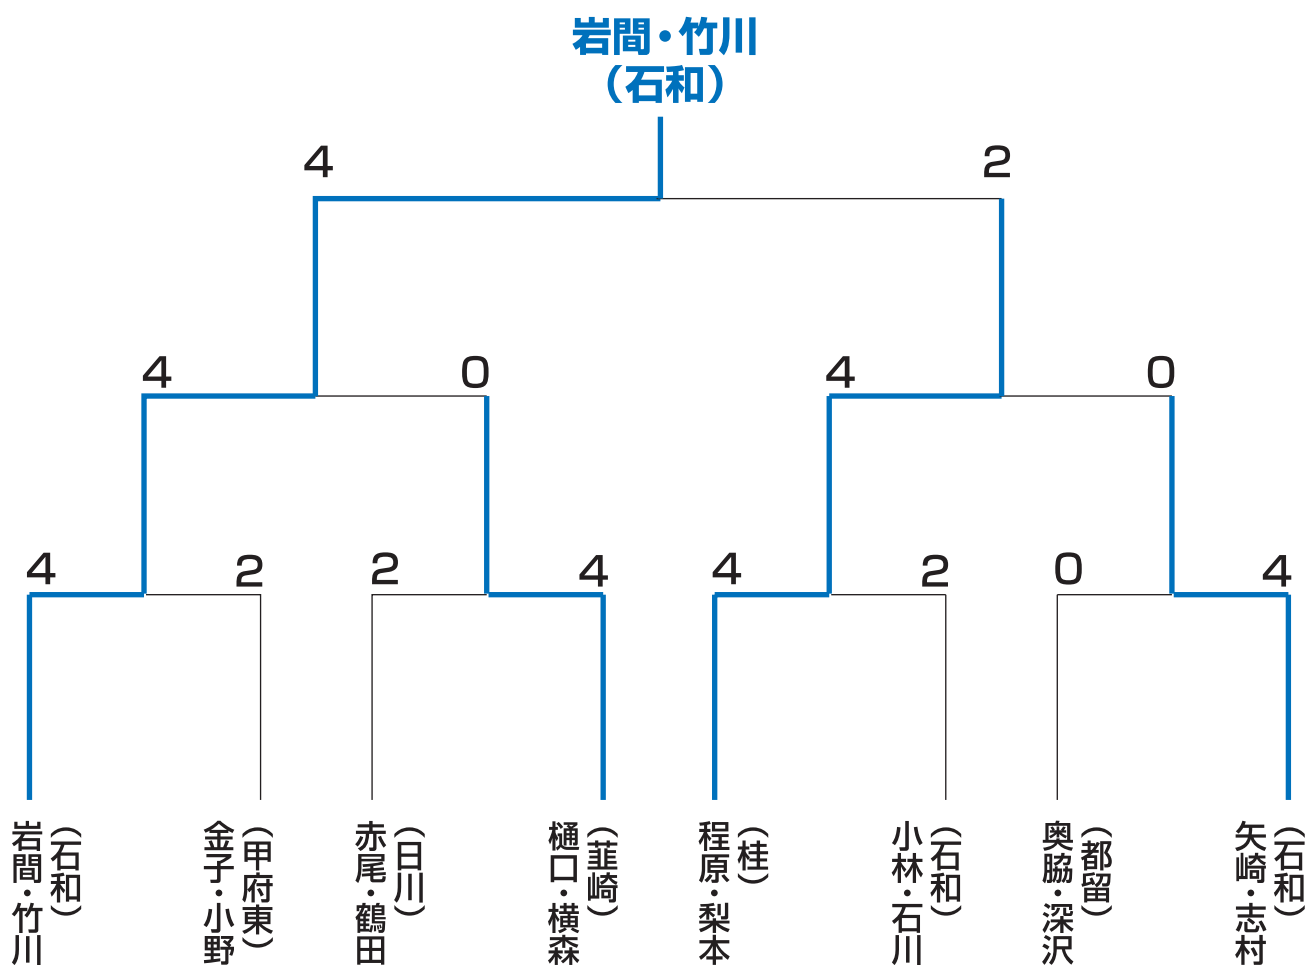 岩間・竹川
（石和）
4
2
4
0
4
0
4
2
2
4
4
2
0
4
岩間・竹川
（石和）
金子・小野
（甲府東）
赤尾・鶴田
（日川）
樋口・横森
（韮崎）
程原・梨本
（桂）
小林・石川
（石和）
奥脇・深沢
（都留）
矢崎・志村
（石和）